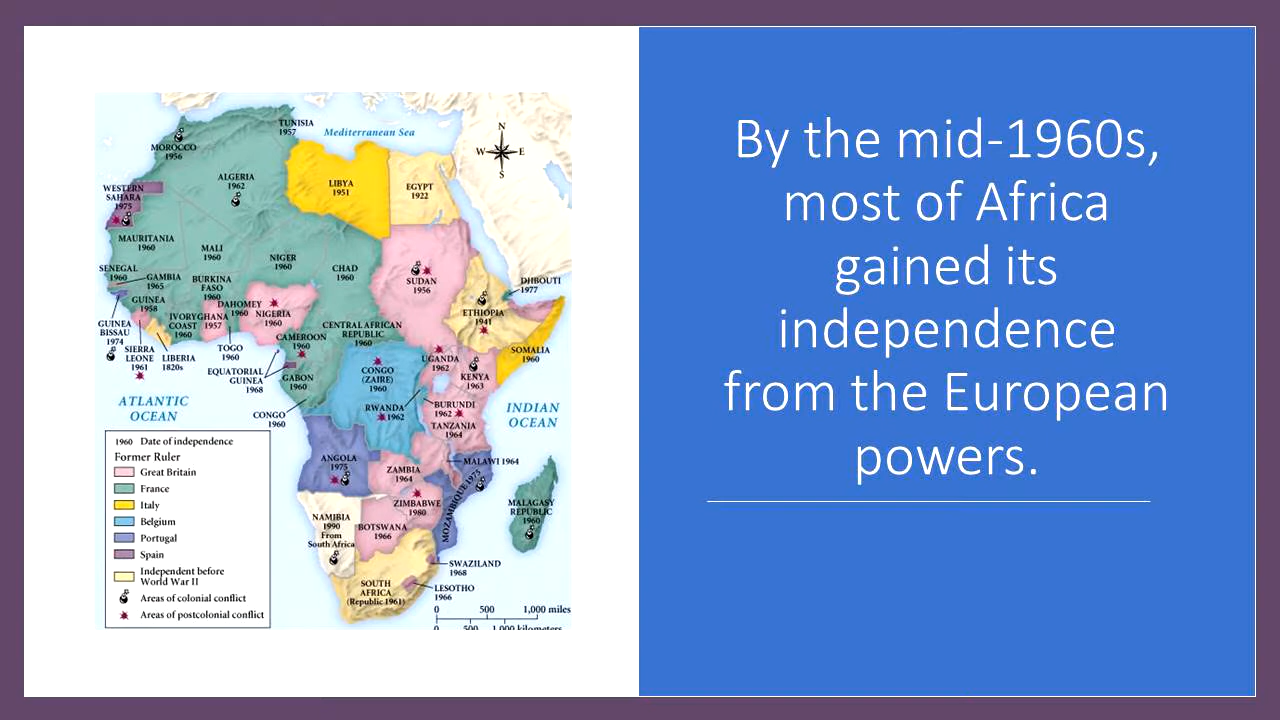 TUNISIA
1957
Mediterranean Sea
N
W
E
S
MOROCCO
1956
ALGERIA
1962
LIBYA
1951
EGYPT
1922
WESTERN
SAHARA
1975
MAURITANIA
1960
MALI
1960
NIGER
1960
CHAD
1960
SUDAN
1956
DHBOUTI
1977
SENEGAL
1960
GAMBIA
1965
BURKINA
FASO
1960
GUINEA
1958
DAHOMEY
1960
NIGERIA
1960
ETHIOPIA
1941
IVORY
COAST
1960
GHANA
1957
GUINEA
BISSAU
1974
CENTRAL AFRICAN
REPUBLIC
1960
CAMEROON
1960
SIERRA
LEONE
1961
LIBERIA
1820s
TOGO
1960
SOMALIA
1960
UGANDA
1962
KENYA
1963
EQUATORIAL
GUINEA
1968
GABON
1960
CONGO
(ZAIRE)
1960
ATLANTIC
OCEAN
CONGO
1960
RWANDA
1962
BURUNDI
1962
INDIAN
OCEAN
TANZANIA
1964
ANGOLA
1975
ZAMBIA
1964
MALAWI 1964
MOZAMBIQUE 1975
ZIMBABWE
1980
MALAGASY
REPUBLIC
1960
NAMIBIA
1990
From
South Africa
BOTSWANA
1966
SWAZILAND
1968
LESOTHO
1966
SOUTH
AFRICA
(Republic 1961)
0 500 1,000 miles
0 500 1,000 kilometers
1960 Date of independence
Former Ruler
Great Britain
France
Italy
Belgium
Portugal
Spain
Independent before
World War II
Areas of colonial conflict
Areas of postcolonial conflict
By the mid-1960s,
most of Africa
gained its
independence
from the European
powers.